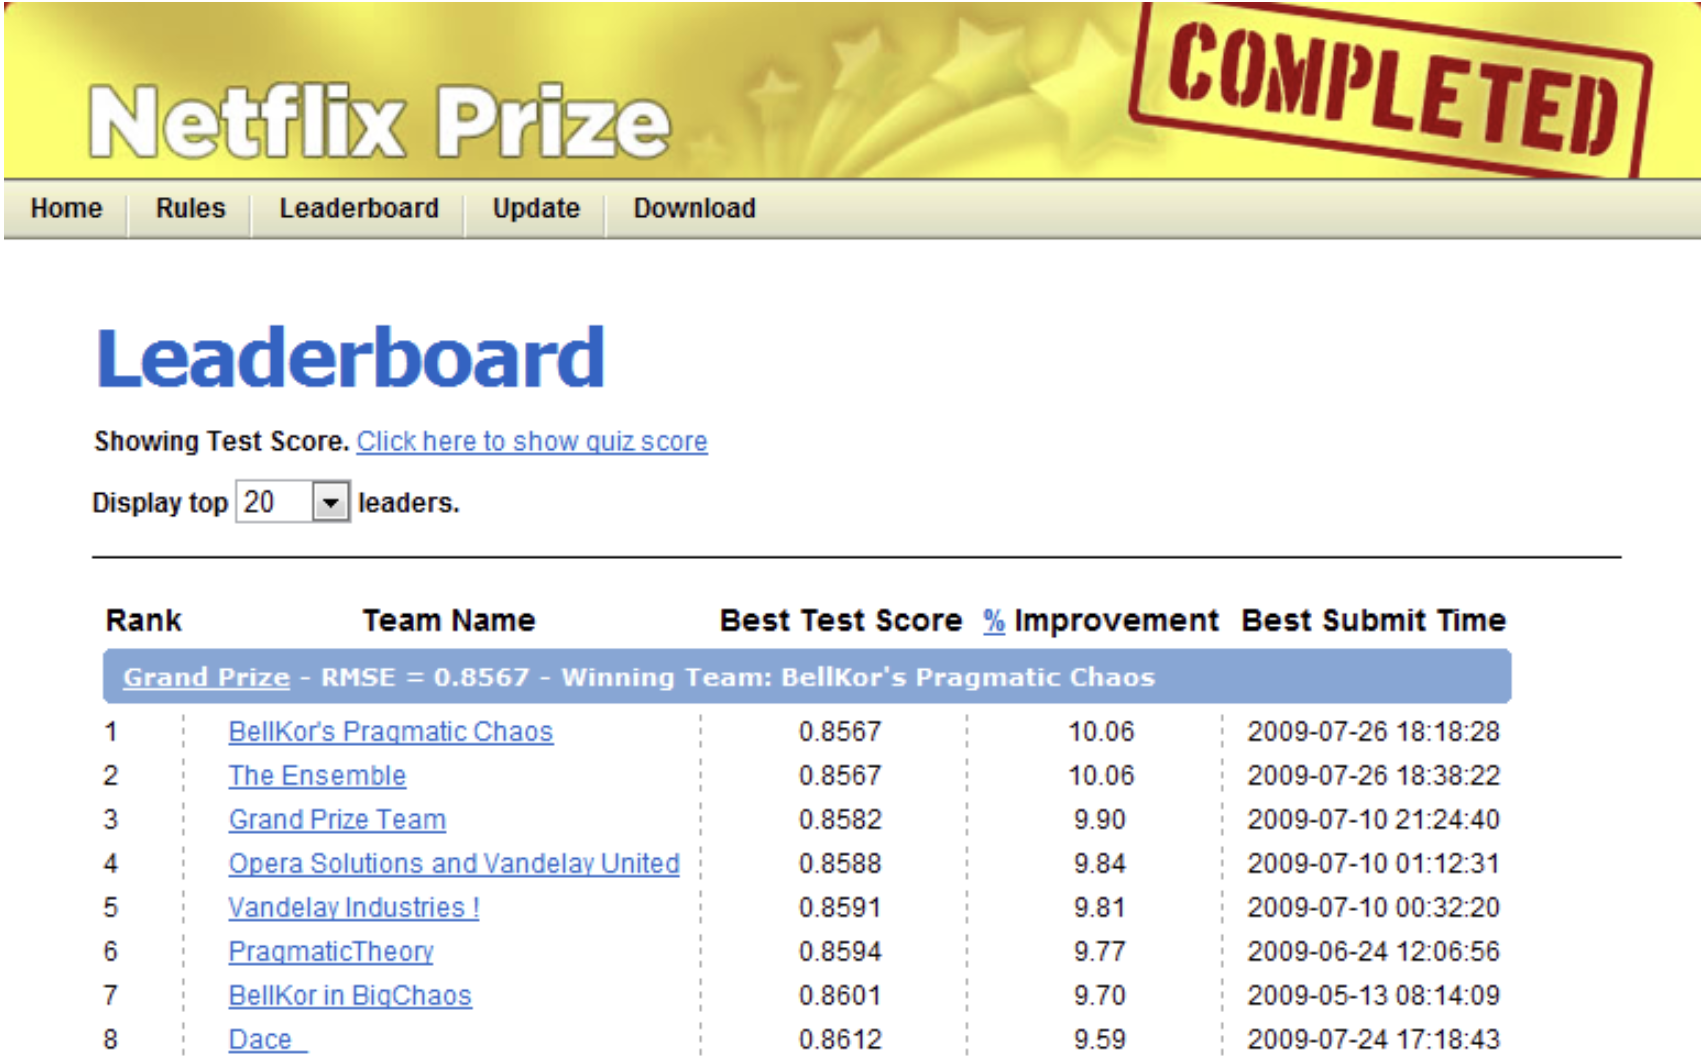 Netflix Prize
COMPLETED
Home Rules Leaderboard Update Download
Leaderboard
Showing Test Score. Click here to show quiz score
Display top 20 leaders.
Rank Team Name Best Test Score % Improvement Best Submit Time
Grand Prize - RMSE = 0.8567 - Winning Team: BellKor's Pragmatic Chaos
1 BellKor's Pragmatic Chaos 0.8567 10.06 2009-07-26 18:18:28
2 The Ensemble 0.8567 10.06 2009-07-26 18:38:22
3 Grand Prize Team 0.8582 9.90 2009-07-10 21:24:40
4 Opera Solutions and Vandelay United 0.8588 9.84 2009-07-10 01:12:31
5 Vandelay Industries ! 0.8591 9.81 2009-07-10 00:32:20
6 PragmaticTheory 0.8594 9.77 2009-06-24 12:06:56
7 BellKor in BigChaos 0.8601 9.70 2009-05-13 08:14:09
8 Dace_ 0.8612 9.59 2009-07-24 17:18:43